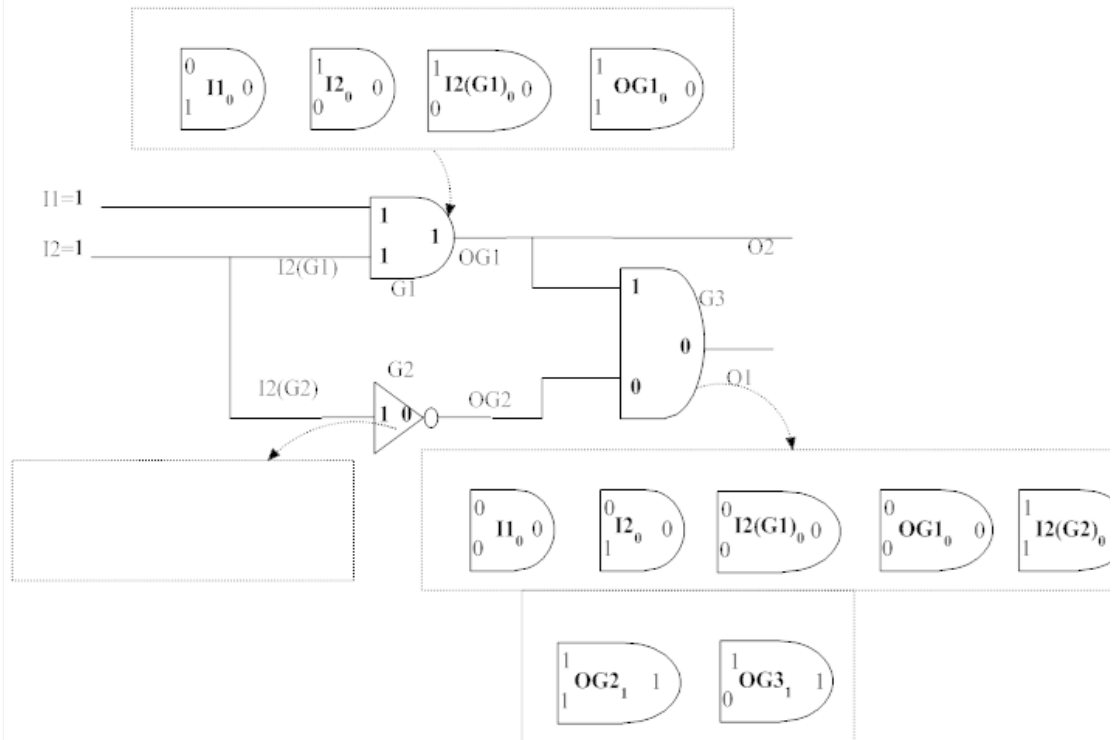 0 I1₀ 0 1
1 I2₀ 0 0
1 I2(G1)₀ 0 0
1 OG1₀ 0 1
I1=1
1
I2=1
1
1
I2(G1)
G1
OG1
O2
1
G3
0
0
O1
G2
I2(G2)
1 0
OG2
0 I1₀ 0 0
0 I2₀ 0 1
0 I2(G1)₀ 0 0
0 OG1₀ 0 0
1 I2(G2)₀ 1
1 OG2₁ 1 1
1 OG3₁ 1 0